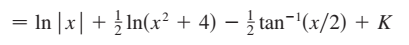 = ln |x| + ½ ln(x² + 4) − ½ tan⁻¹(x/2) + K